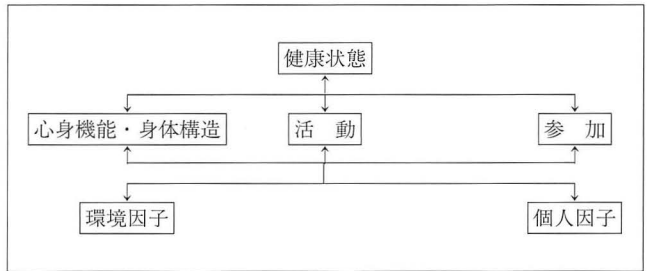 健康状態
心身機能・身体構造
活 動
参 加
環境因子
個人因子